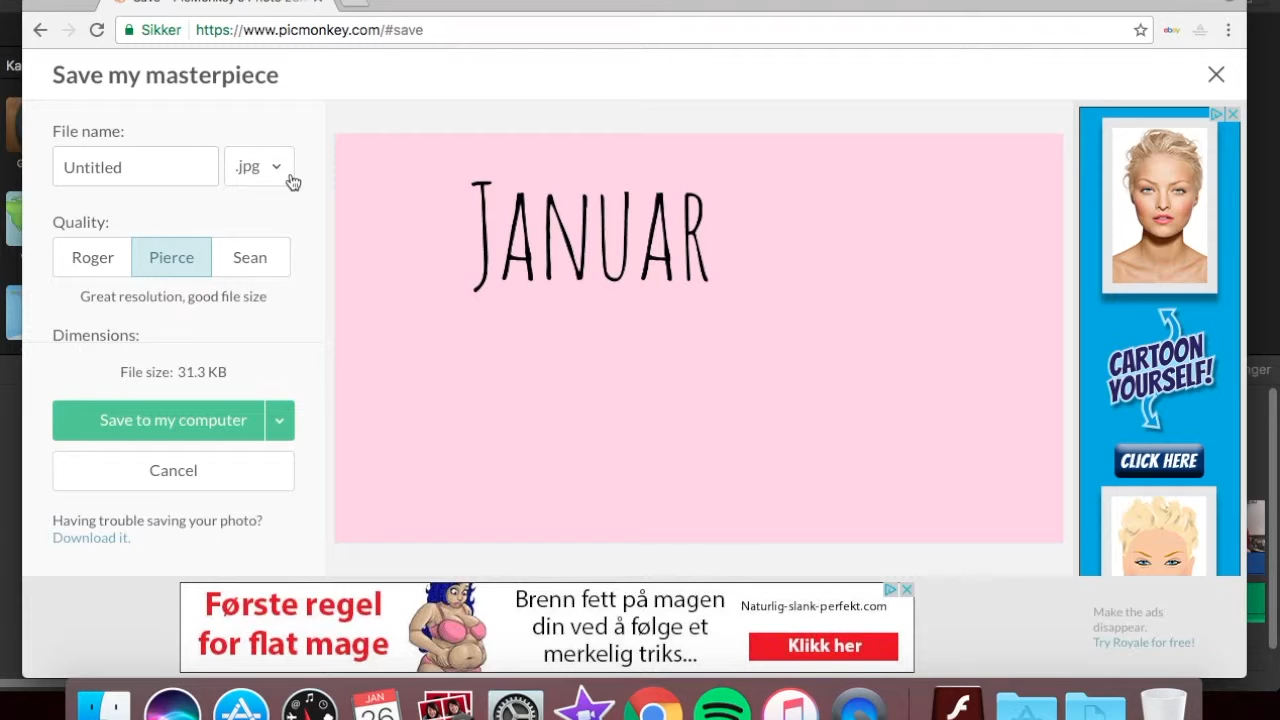 Sikker https://www.picmonkey.com/#save
ebay
Save my masterpiece
File name:
Untitled .jpg
Quality:
Roger Pierce Sean
Great resolution, good file size
Dimensions:
File size: 31.3 KB
Save to my computer
Cancel
Having trouble saving your photo?
Download it.
JANUAR
CARTOON
YOURSELF!
CLICK HERE
Første regel
for flat mage
Brenn fett på magen
din ved å følge et
merkelig triks...
Naturlig-slank-perfekt.com
Klikk her
Make the ads
disappear.
Try Royale for free!
JAN
26